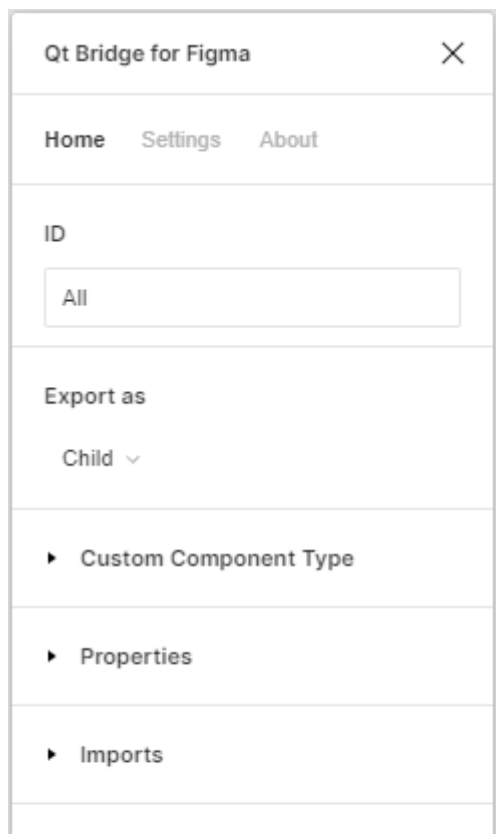 Qt Bridge for Figma
Home Settings About
ID
All
Export as
Child
Custom Component Type
Properties
Imports